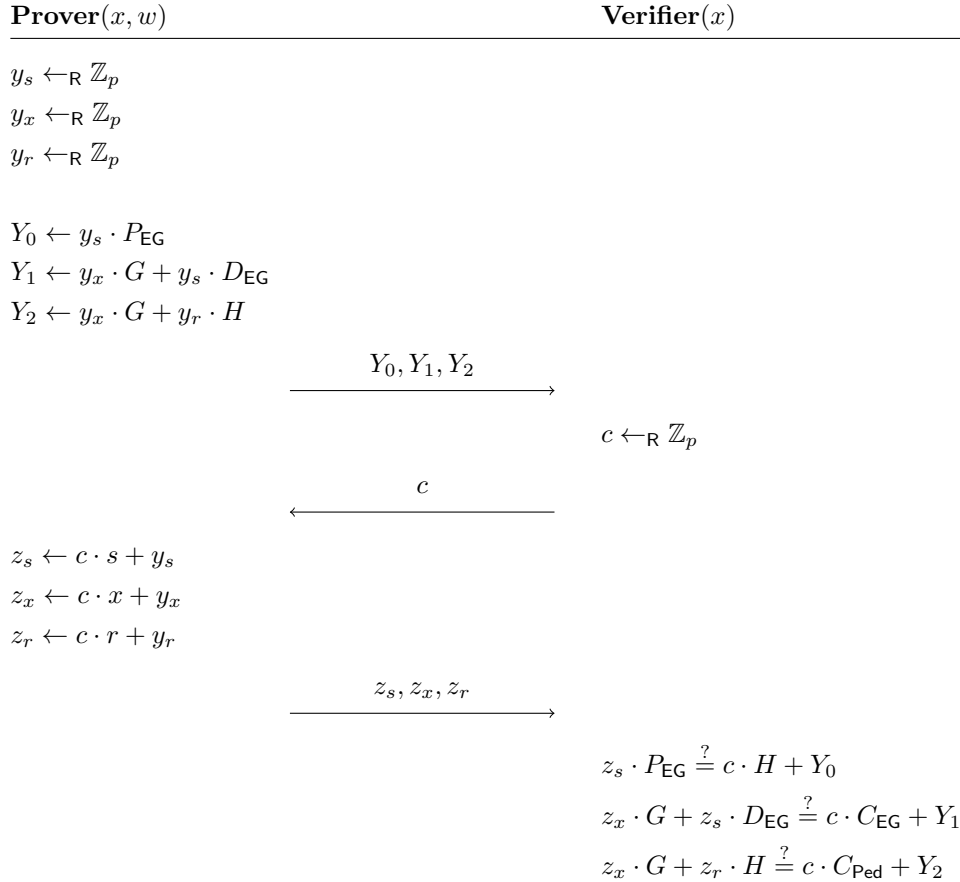 Prover(x, w) Verifier(x)
y_s ←_R ℤ_p
y_x ←_R ℤ_p
y_r ←_R ℤ_p
Y_0 ← y_s · P_EG
Y_1 ← y_x · G + y_s · D_EG
Y_2 ← y_x · G + y_r · H
Y_0, Y_1, Y_2
c ←_R ℤ_p
c
z_s ← c · s + y_s
z_x ← c · x + y_x
z_r ← c · r + y_r
z_s, z_x, z_r
z_s · P_EG ≟ c · H + Y_0
z_x · G + z_s · D_EG ≟ c · C_EG + Y_1
z_x · G + z_r · H ≟ c · C_Ped + Y_2